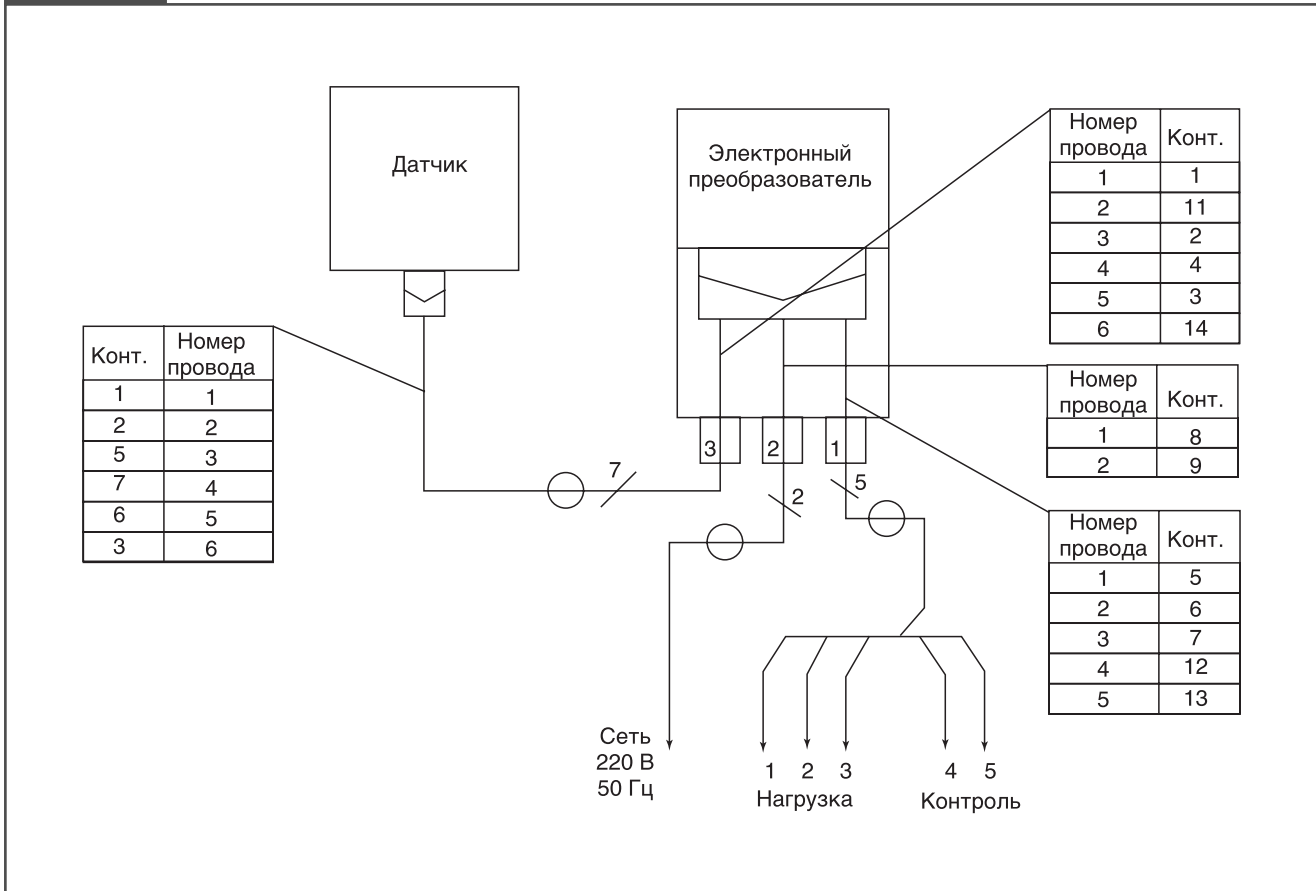 Датчик
Электронный
преобразователь
Номер
провода Конт.
1 1
2 11
3 2
4 4
5 3
6 14
Конт. Номер
провода
1 1
2 2
5 3
7 4
6 5
3 6
Номер
провода Конт.
1 8
2 9
3 2 1
7
2
5
Номер
провода Конт.
1 5
2 6
3 7
4 12
5 13
Сеть
220 В
50 Гц
1 2 3 4 5
Нагрузка Контроль